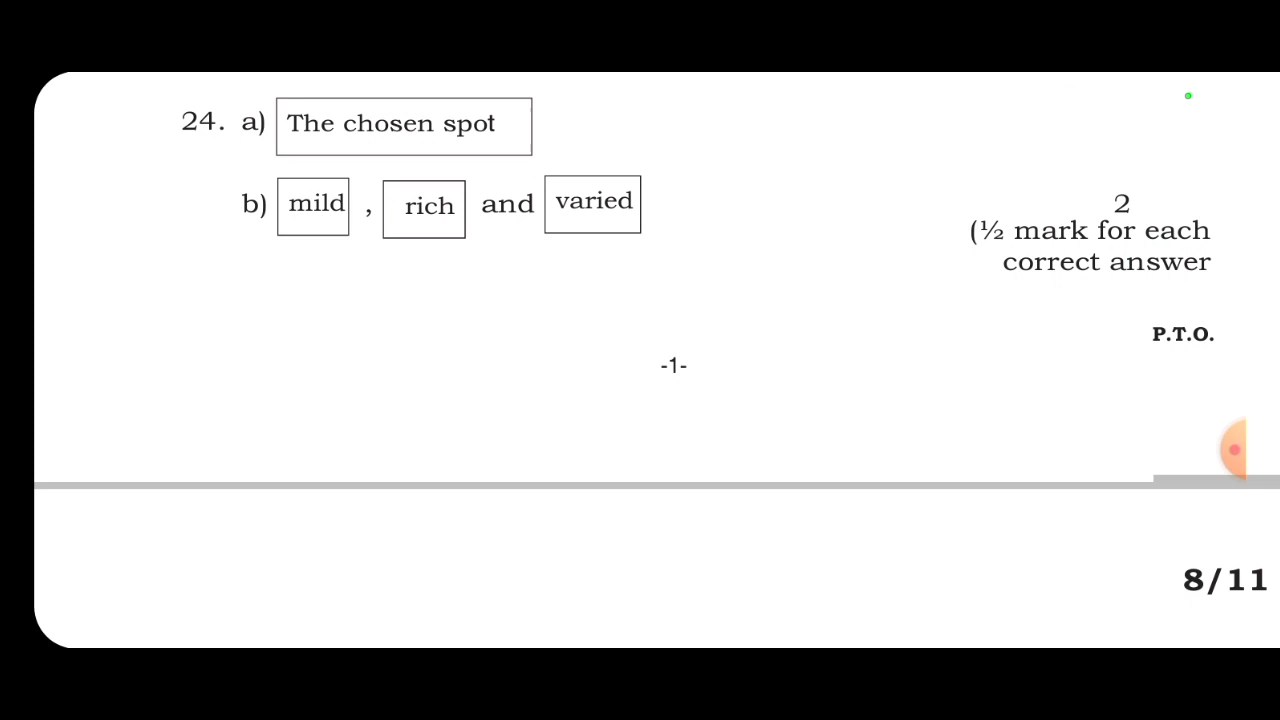 24. a) The chosen spot
b) mild , rich and varied
2
(½ mark for each
correct answer
P.T.O.
-1-
8/11